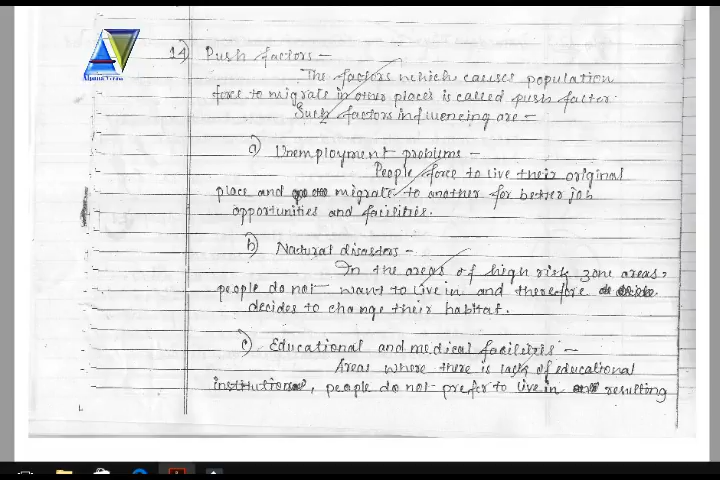 Alpana Verma
14) Push factors -
The factors which causes population
force to migrate in other places is called push factor.
Such factors influencing are -
a) Unemployment problems -
People force to live their original
place and migrate to another for better job
opportunities and facilities.
b) Natural disasters -
In the areas of high risk zone areas,
people do not want to live in and therefore
decides to change their habitat.
c) Educational and medical facilities -
Areas where there is lack of educational
institutions, people do not prefer to live in resulting